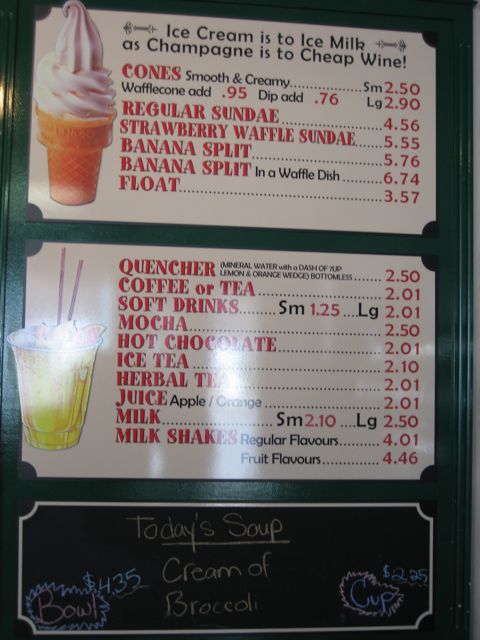 Ice Cream is to Ice Milk
as Champagne is to Cheap Wine!
CONES Smooth & Creamy..................Sm 2.50
Wafflecone add .95 Dip add .76 Lg 2.90
REGULAR SUNDAE..........................4.56
STRAWBERRY WAFFLE SUNDAE.......5.55
BANANA SPLIT................................5.76
BANANA SPLIT In a Waffle Dish..........6.74
FLOAT...........................................3.57
QUENCHER (MINERAL WATER with a DASH OF 7UP
LEMON & ORANGE WEDGE) BOTTOMLESS.......2.50
COFFEE or TEA..............................2.01
SOFT DRINKS........Sm 1.25 ...Lg 2.01
MOCHA.........................................2.50
HOT CHOCOLATE............................2.01
ICE TEA........................................2.10
HERBAL TEA..................................2.01
JUICE Apple / Orange......................2.01
MILK.....................Sm 2.10 ...Lg 2.50
MILK SHAKES Regular Flavours.........4.01
Fruit Flavours............4.46
Today's Soup
Cream of
Broccoli
$4.35
Bowl
$2.25
Cup